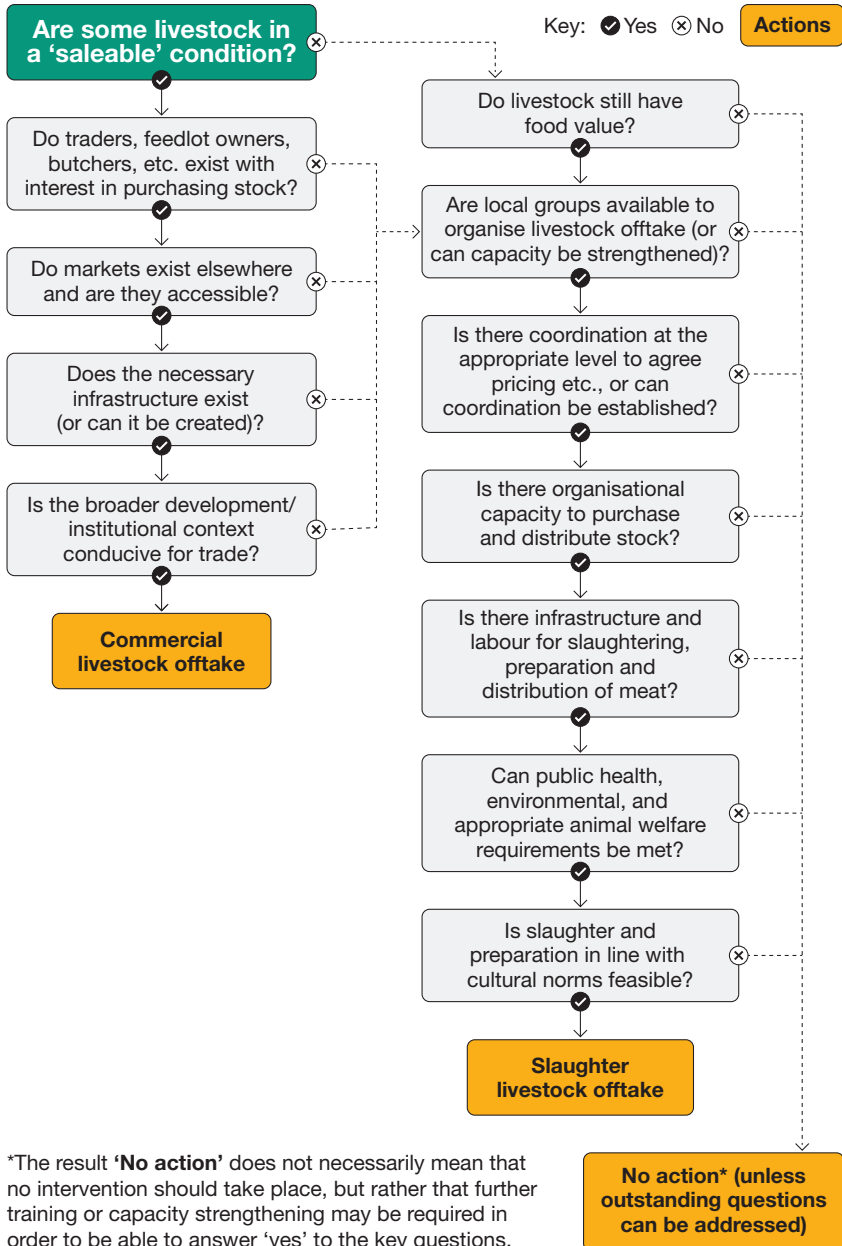 Are some livestock in
a ‘saleable’ condition?
Key: Yes No Actions
Do traders, feedlot owners,
butchers, etc. exist with
interest in purchasing stock?
Do markets exist elsewhere
and are they accessible?
Does the necessary
infrastructure exist
(or can it be created)?
Is the broader development/
institutional context
conducive for trade?
Commercial
livestock offtake
Do livestock still have
food value?
Are local groups available to
organise livestock offtake (or
can capacity be strengthened)?
Is there coordination at the
appropriate level to agree
pricing etc., or can
coordination be established?
Is there organisational
capacity to purchase
and distribute stock?
Is there infrastructure and
labour for slaughtering,
preparation and
distribution of meat?
Can public health,
environmental, and
appropriate animal welfare
requirements be met?
Is slaughter and
preparation in line with
cultural norms feasible?
Slaughter
livestock offtake
*The result ‘No action’ does not necessarily mean that
no intervention should take place, but rather that further
training or capacity strengthening may be required in
order to be able to answer ‘yes’ to the key questions.
No action* (unless
outstanding questions
can be addressed)